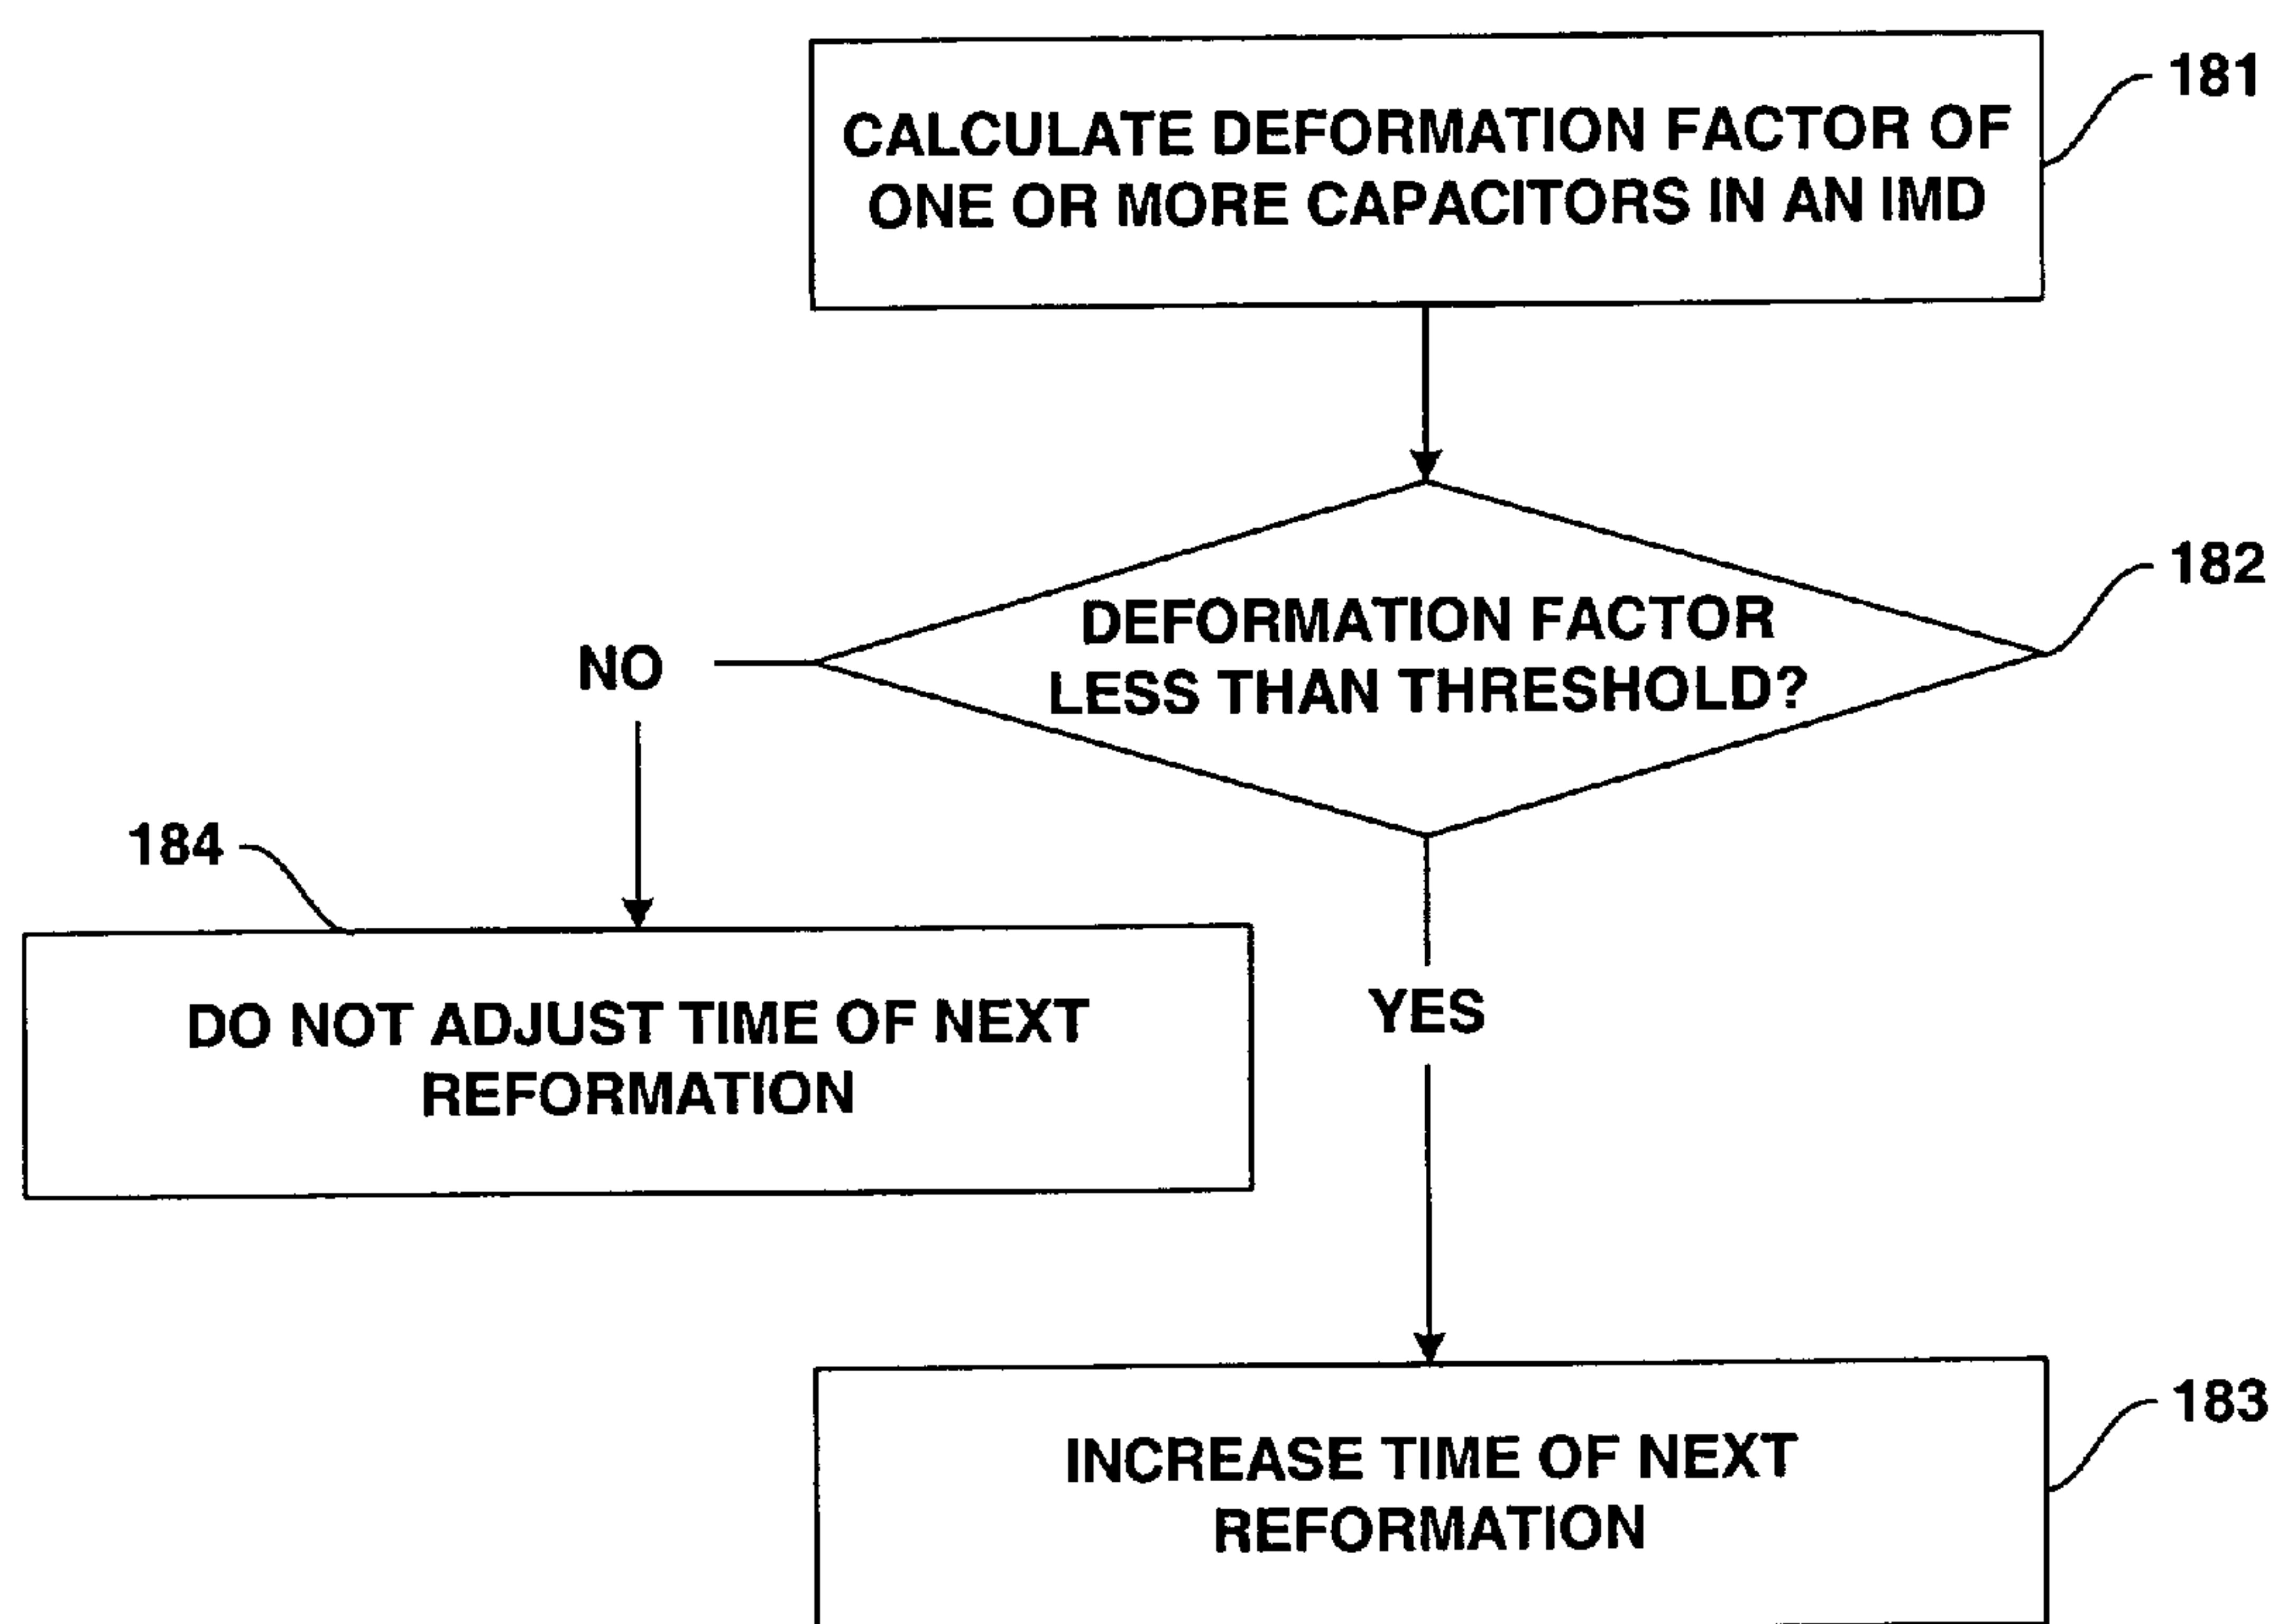 181
CALCULATE DEFORMATION FACTOR OF
ONE OR MORE CAPACITORS IN AN IMD
182
DEFORMATION FACTOR
LESS THAN THRESHOLD?
NO
184
DO NOT ADJUST TIME OF NEXT
REFORMATION
YES
183
INCREASE TIME OF NEXT
REFORMATION